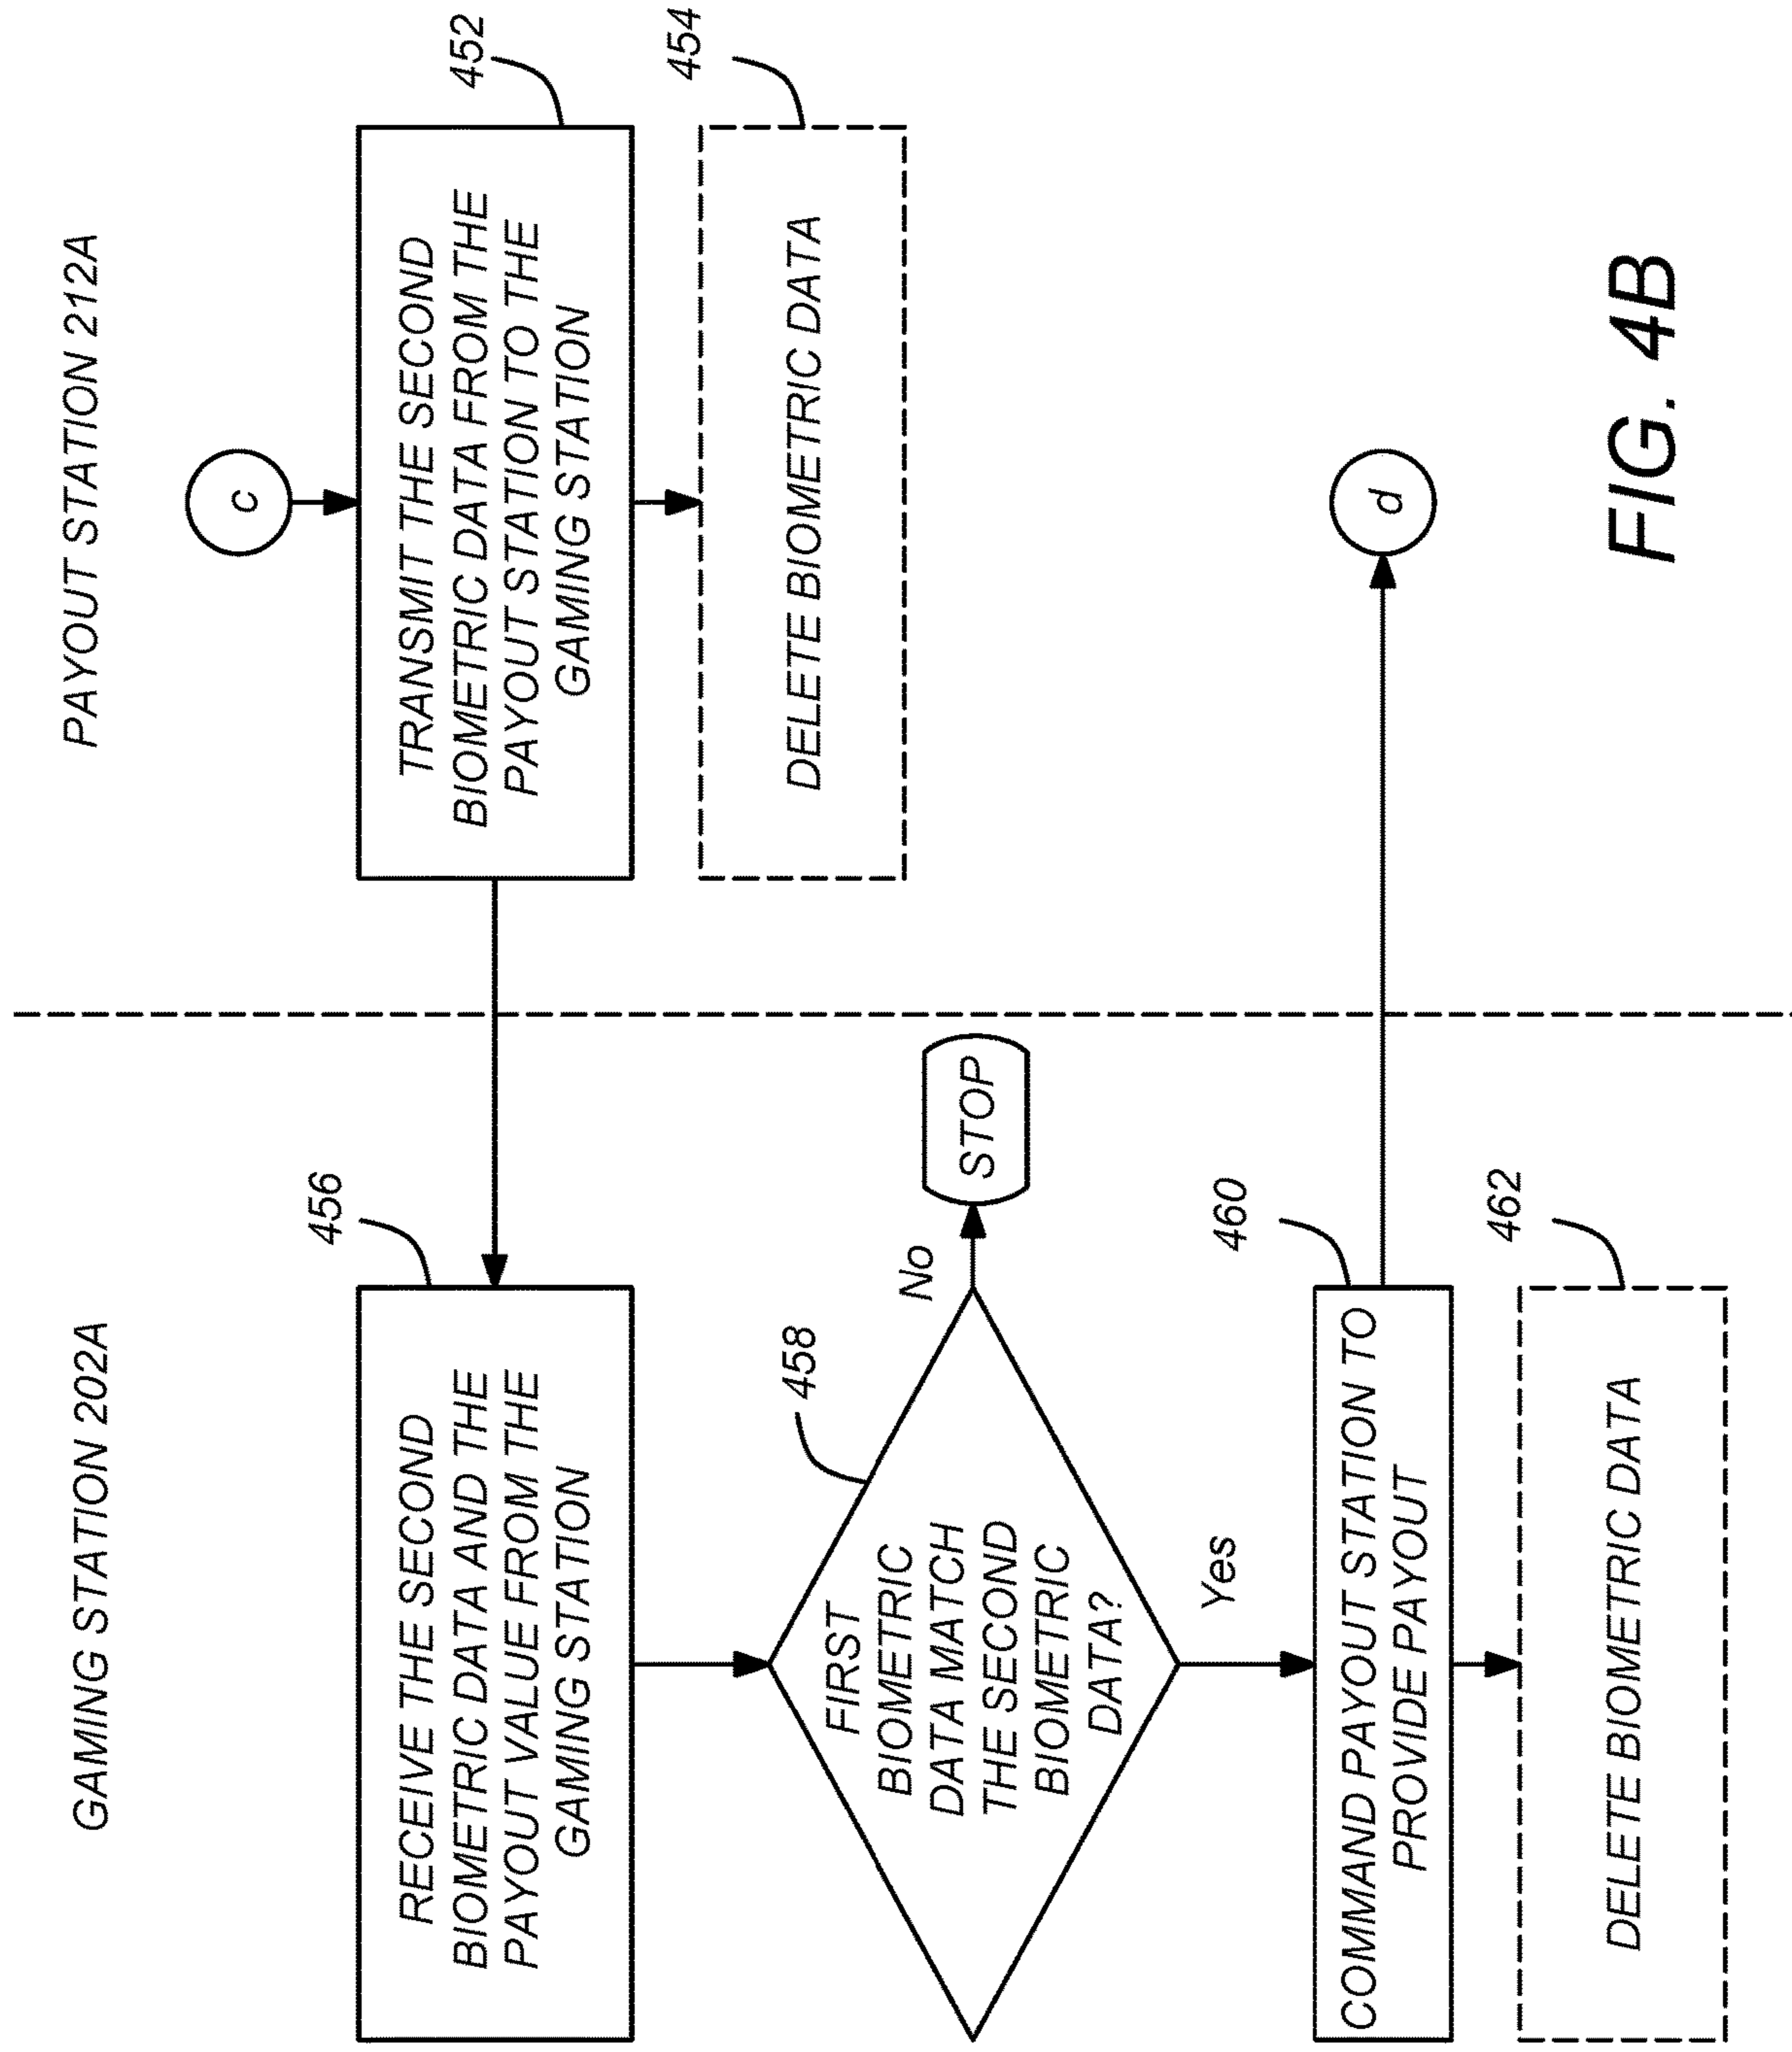 GAMING STATION 202A
PAYOUT STATION 212A
c
452
TRANSMIT THE SECOND
BIOMETRIC DATA FROM THE
PAYOUT STATION TO THE
GAMING STATION
454
DELETE BIOMETRIC DATA
456
RECEIVE THE SECOND
BIOMETRIC DATA AND THE
PAYOUT VALUE FROM THE
GAMING STATION
458
FIRST
BIOMETRIC
DATA MATCH
THE SECOND
BIOMETRIC
DATA?
No
STOP
Yes
460
COMMAND PAYOUT STATION TO
PROVIDE PAYOUT
d
462
DELETE BIOMETRIC DATA
FIG. 4B